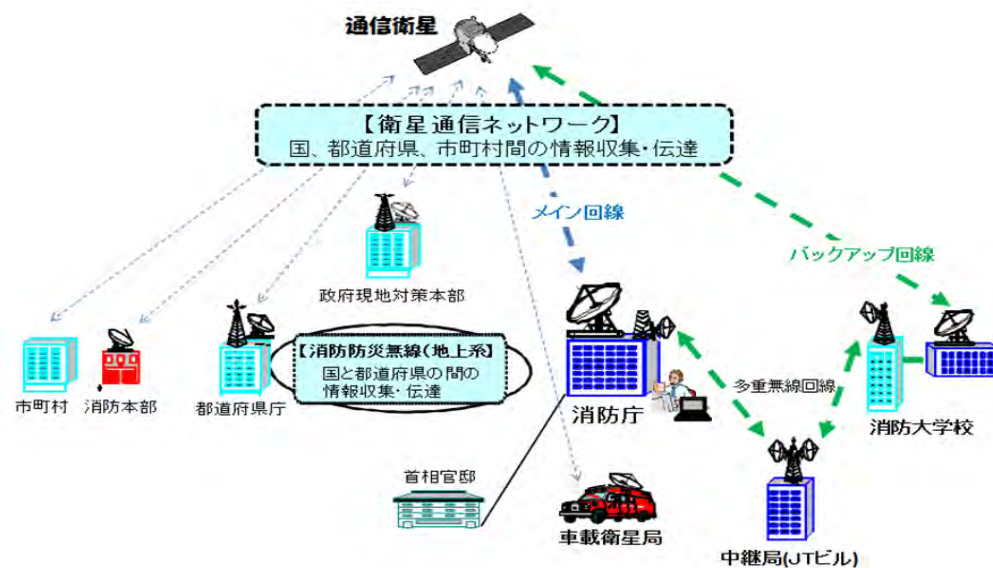 通信衛星
【衛星通信ネットワーク】
国、都道府県、市町村間の情報収集・伝達
メイン回線
バックアップ回線
政府現地対策本部
【消防防災無線(地上系】
国と都道府県の間の
情報収集・伝達
市町村
消防本部
都道府県庁
消防庁
多重無線回線
消防大学校
首相官邸
車載衛星局
中継局(JTビル)